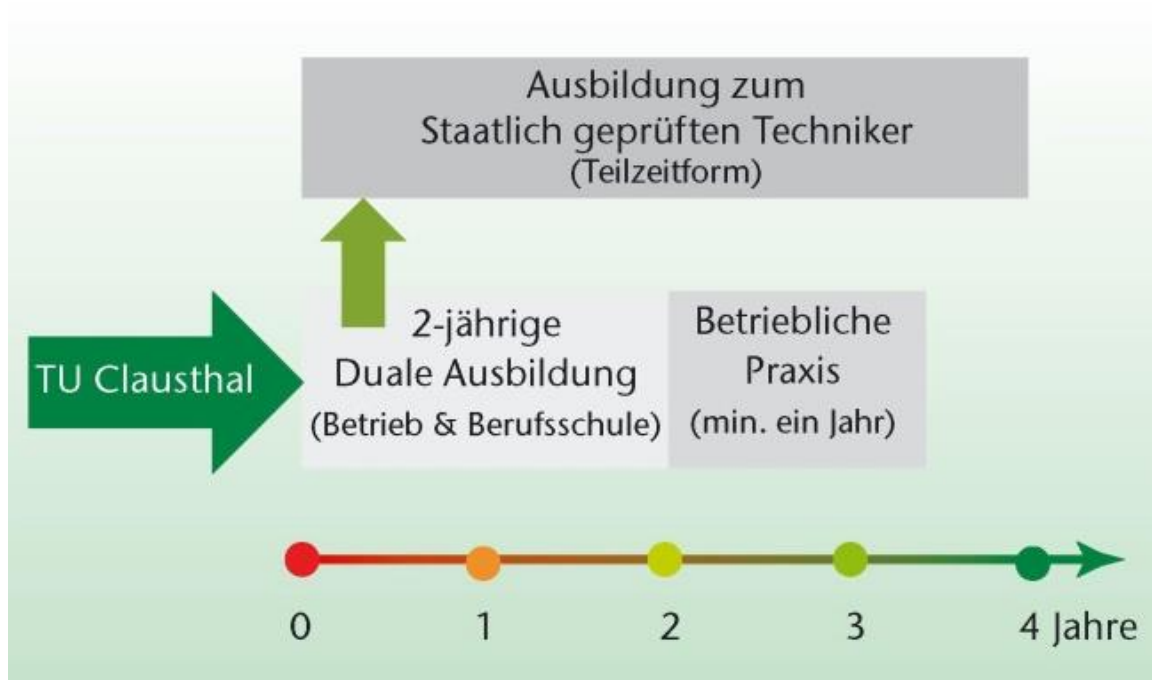 Ausbildung zum
Staatlich geprüften Techniker
(Teilzeitform)
TU Clausthal
2-jährige
Duale Ausbildung
(Betrieb & Berufsschule)
Betriebliche
Praxis
(min. ein Jahr)
0 1 2 3 4 Jahre